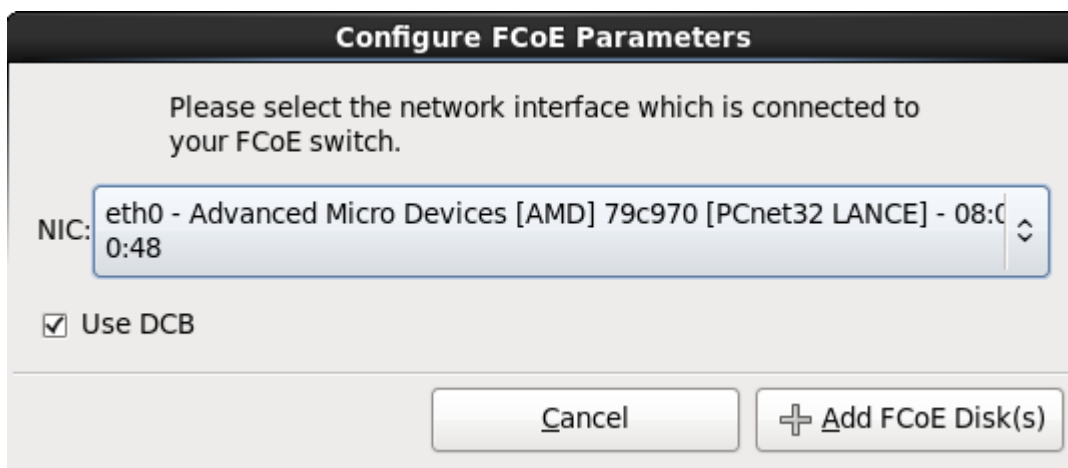 Configure FCoE Parameters
Please select the network interface which is connected to
your FCoE switch.
NIC:
eth0 - Advanced Micro Devices [AMD] 79c970 [PCnet32 LANCE] - 08:0
0:48
Use DCB
Cancel
Add FCoE Disk(s)